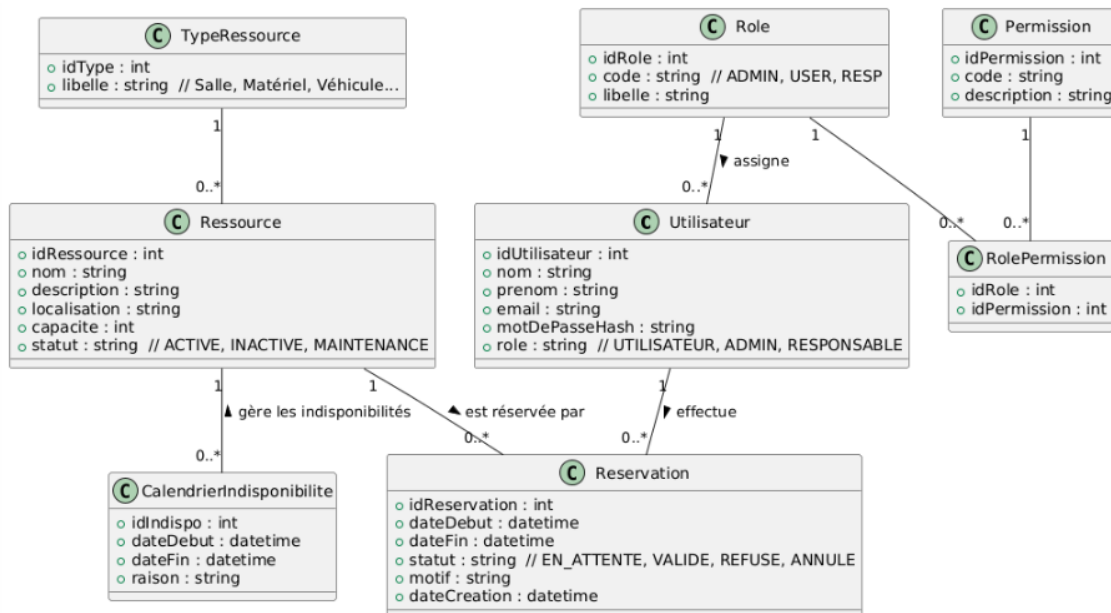 C TypeRessource
idType : int
libelle : string // Salle, Matériel, Véhicule...
C Role
idRole : int
code : string // ADMIN, USER, RESP
libelle : string
C Permission
idPermission : int
code : string
description : string
1
0..*
1
assigne
0..*
1
0..*
1
0..*
C Ressource
idRessource : int
nom : string
description : string
localisation : string
capacite : int
statut : string // ACTIVE, INACTIVE, MAINTENANCE
C Utilisateur
idUtilisateur : int
nom : string
prenom : string
email : string
motDePasseHash : string
role : string // UTILISATEUR, ADMIN, RESPONSABLE
C RolePermission
idRole : int
idPermission : int
1
gère les indisponibilités
0..*
1
est réservée par
0..*
1
effectue
0..*
C CalendrierIndisponibilite
idIndispo : int
dateDebut : datetime
dateFin : datetime
raison : string
C Reservation
idReservation : int
dateDebut : datetime
dateFin : datetime
statut : string // EN_ATTENTE, VALIDE, REFUSE, ANNULE
motif : string
dateCreation : datetime